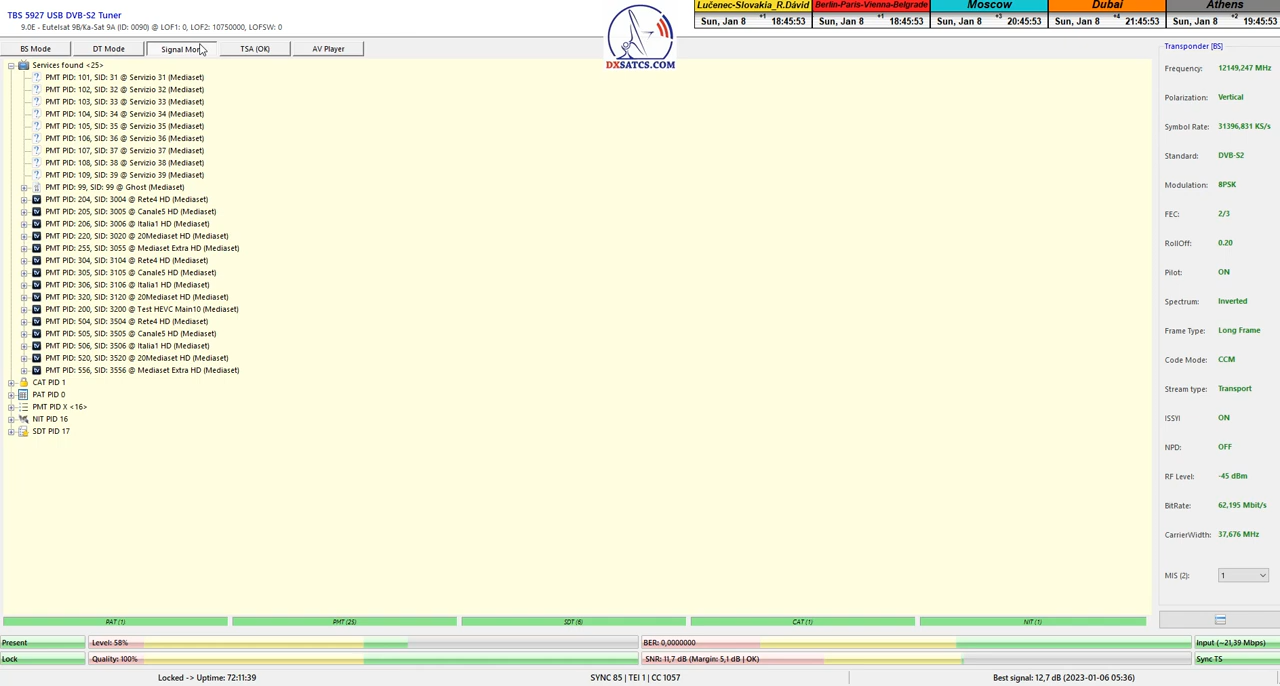 TBS 5927 USB DVB-S2 Tuner
9.0E - Eutelsat 9B/Ka-Sat 9A (ID: 0090) @ LOF1: 0, LOF2: 10750000, LOFSW: 0
DXSATCS.COM
Lučenec-Slovakia_R.Dávid
Sun, Jan 8 +1 18:45:53
Berlin-Paris-Vienna-Belgrade
Sun, Jan 8 +1 18:45:53
Moscow
Sun, Jan 8 +3 20:45:53
Dubai
Sun, Jan 8 +4 21:45:53
Athens
Sun, Jan 8 +2 19:45:53
BS Mode
DT Mode
Signal Mon
TSA (OK)
AV Player
Services found <25>
PMT PID: 101, SID: 31 @ Servizio 31 (Mediaset)
PMT PID: 102, SID: 32 @ Servizio 32 (Mediaset)
PMT PID: 103, SID: 33 @ Servizio 33 (Mediaset)
PMT PID: 104, SID: 34 @ Servizio 34 (Mediaset)
PMT PID: 105, SID: 35 @ Servizio 35 (Mediaset)
PMT PID: 106, SID: 36 @ Servizio 36 (Mediaset)
PMT PID: 107, SID: 37 @ Servizio 37 (Mediaset)
PMT PID: 108, SID: 38 @ Servizio 38 (Mediaset)
PMT PID: 109, SID: 39 @ Servizio 39 (Mediaset)
PMT PID: 99, SID: 99 @ Ghost (Mediaset)
PMT PID: 204, SID: 3004 @ Rete4 HD (Mediaset)
PMT PID: 205, SID: 3005 @ Canale5 HD (Mediaset)
PMT PID: 206, SID: 3006 @ Italia1 HD (Mediaset)
PMT PID: 220, SID: 3020 @ 20Mediaset HD (Mediaset)
PMT PID: 255, SID: 3055 @ Mediaset Extra HD (Mediaset)
PMT PID: 304, SID: 3104 @ Rete4 HD (Mediaset)
PMT PID: 305, SID: 3105 @ Canale5 HD (Mediaset)
PMT PID: 306, SID: 3106 @ Italia1 HD (Mediaset)
PMT PID: 320, SID: 3120 @ 20Mediaset HD (Mediaset)
PMT PID: 200, SID: 3200 @ Test HEVC Main10 (Mediaset)
PMT PID: 504, SID: 3504 @ Rete4 HD (Mediaset)
PMT PID: 505, SID: 3505 @ Canale5 HD (Mediaset)
PMT PID: 506, SID: 3506 @ Italia1 HD (Mediaset)
PMT PID: 520, SID: 3520 @ 20Mediaset HD (Mediaset)
PMT PID: 556, SID: 3556 @ Mediaset Extra HD (Mediaset)
CAT PID 1
PAT PID 0
PMT PID X <16>
NIT PID 16
SDT PID 17
Transponder [BS]
Frequency: 12149,247 MHz
Polarization: Vertical
Symbol Rate: 31396,831 KS/s
Standard: DVB-S2
Modulation: 8PSK
FEC: 2/3
RollOff: 0.20
Pilot: ON
Spectrum: Inverted
Frame Type: Long Frame
Code Mode: CCM
Stream type: Transport
ISSYI ON
NPD: OFF
RF Level: -45 dBm
BitRate: 62,195 Mbit/s
CarrierWidth: 37,676 MHz
MIS (2): 1
PAT (1)
PMT (25)
SDT (6)
CAT (1)
NIT (1)
Present
Level: 58%
BER: 0,0000000
Input (~21,39 Mbps)
Lock
Quality: 100%
SNR: 11,7 dB (Margin: 5,1 dB | OK)
Sync TS
Locked -> Uptime: 72:11:39
SYNC 85 | TEI 1 | CC 1057
Best signal: 12,7 dB (2023-01-06 05:36)